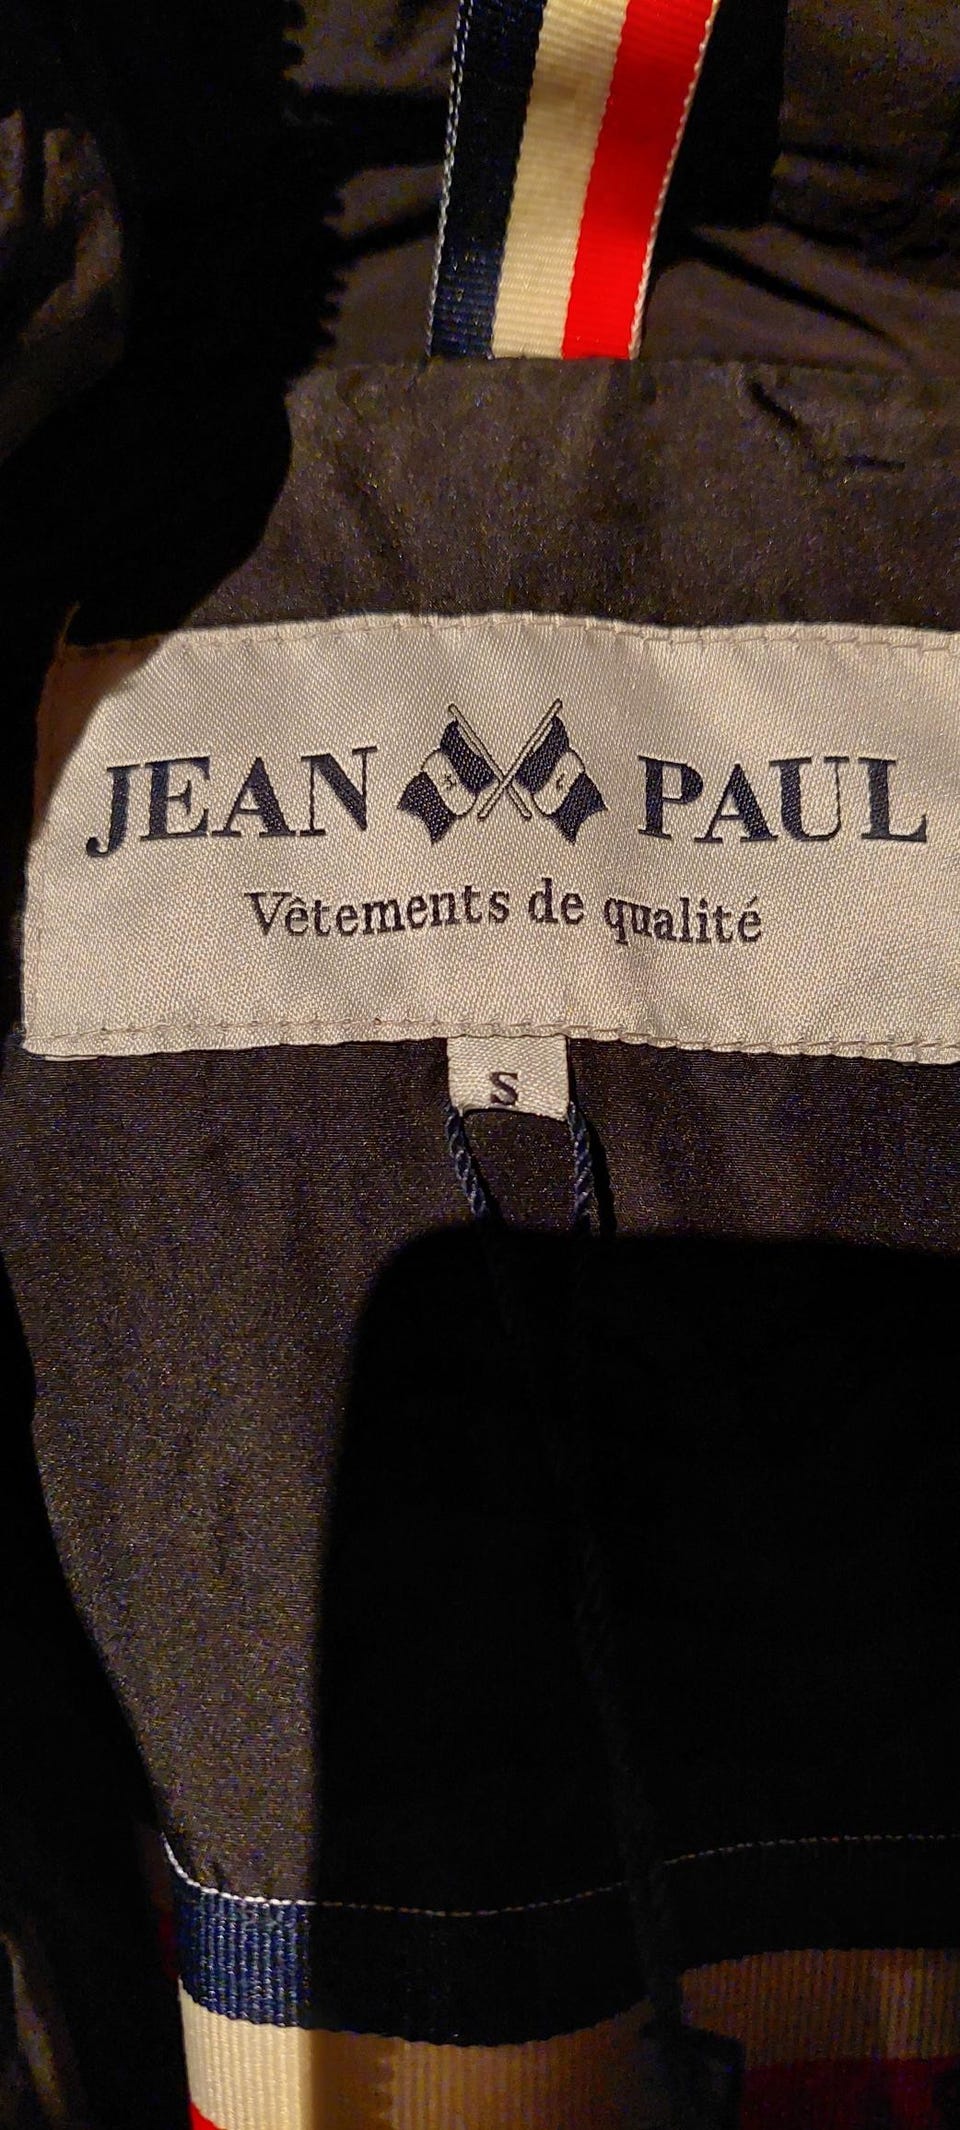 JEAN PAUL
Vêtements de qualité
S